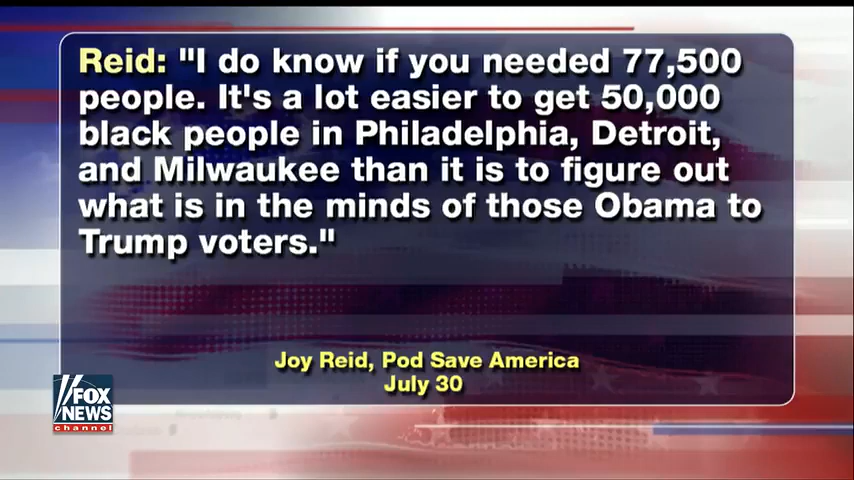 Reid: "I do know if you needed 77,500
people. It's a lot easier to get 50,000
black people in Philadelphia, Detroit,
and Milwaukee than it is to figure out
what is in the minds of those Obama to
Trump voters."
Joy Reid, Pod Save America
July 30
FOX
NEWS
channel